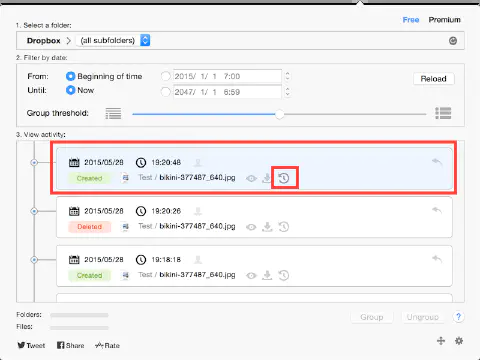 Free Premium
1. Select a folder:
Dropbox (all subfolders)
2. Filter by date:
From: Beginning of time 2015/ 1/ 1 7:00
Until: Now 2047/ 1/ 1 6:59
Reload
Group threshold:
3. View activity:
2015/05/28 19:20:48
Created Test / bikini-377487_640.jpg
2015/05/28 19:20:26
Deleted Test / bikini-377487_640.jpg
2015/05/28 19:18:18
Created Test / bikini-377487_640.jpg
Folders:
Files:
Group Ungroup ?
Tweet Share Rate